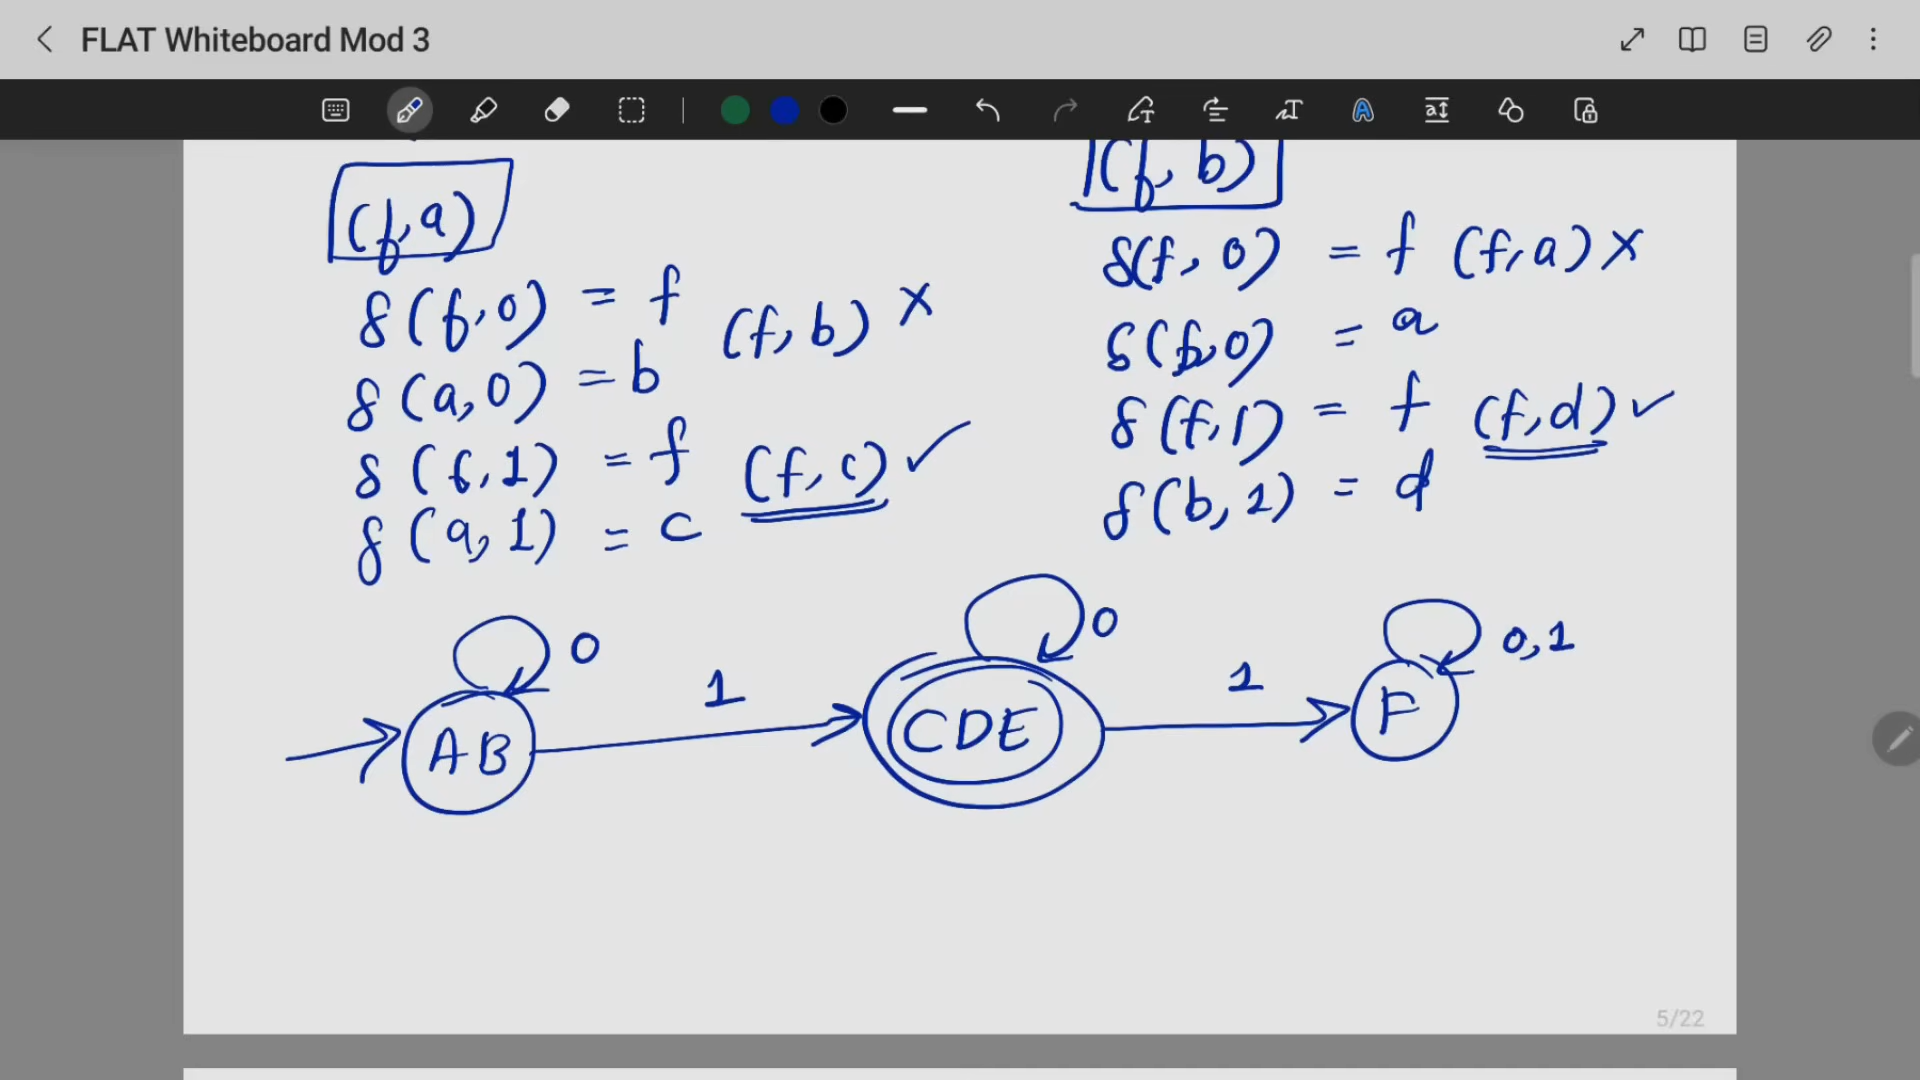 FLAT Whiteboard Mod 3
(f,a)
δ(f,0) = f (f,b) x
δ(a,0) = b
δ(f,1) = f (f,c) ✓
δ(a,1) = c
(f,b)
δ(f,0) = f (f,a) x
δ(b,0) = a
δ(f,1) = f (f,d) ✓
δ(b,1) = d
0
0
0,1
1
1
AB
CDE
F
5/22